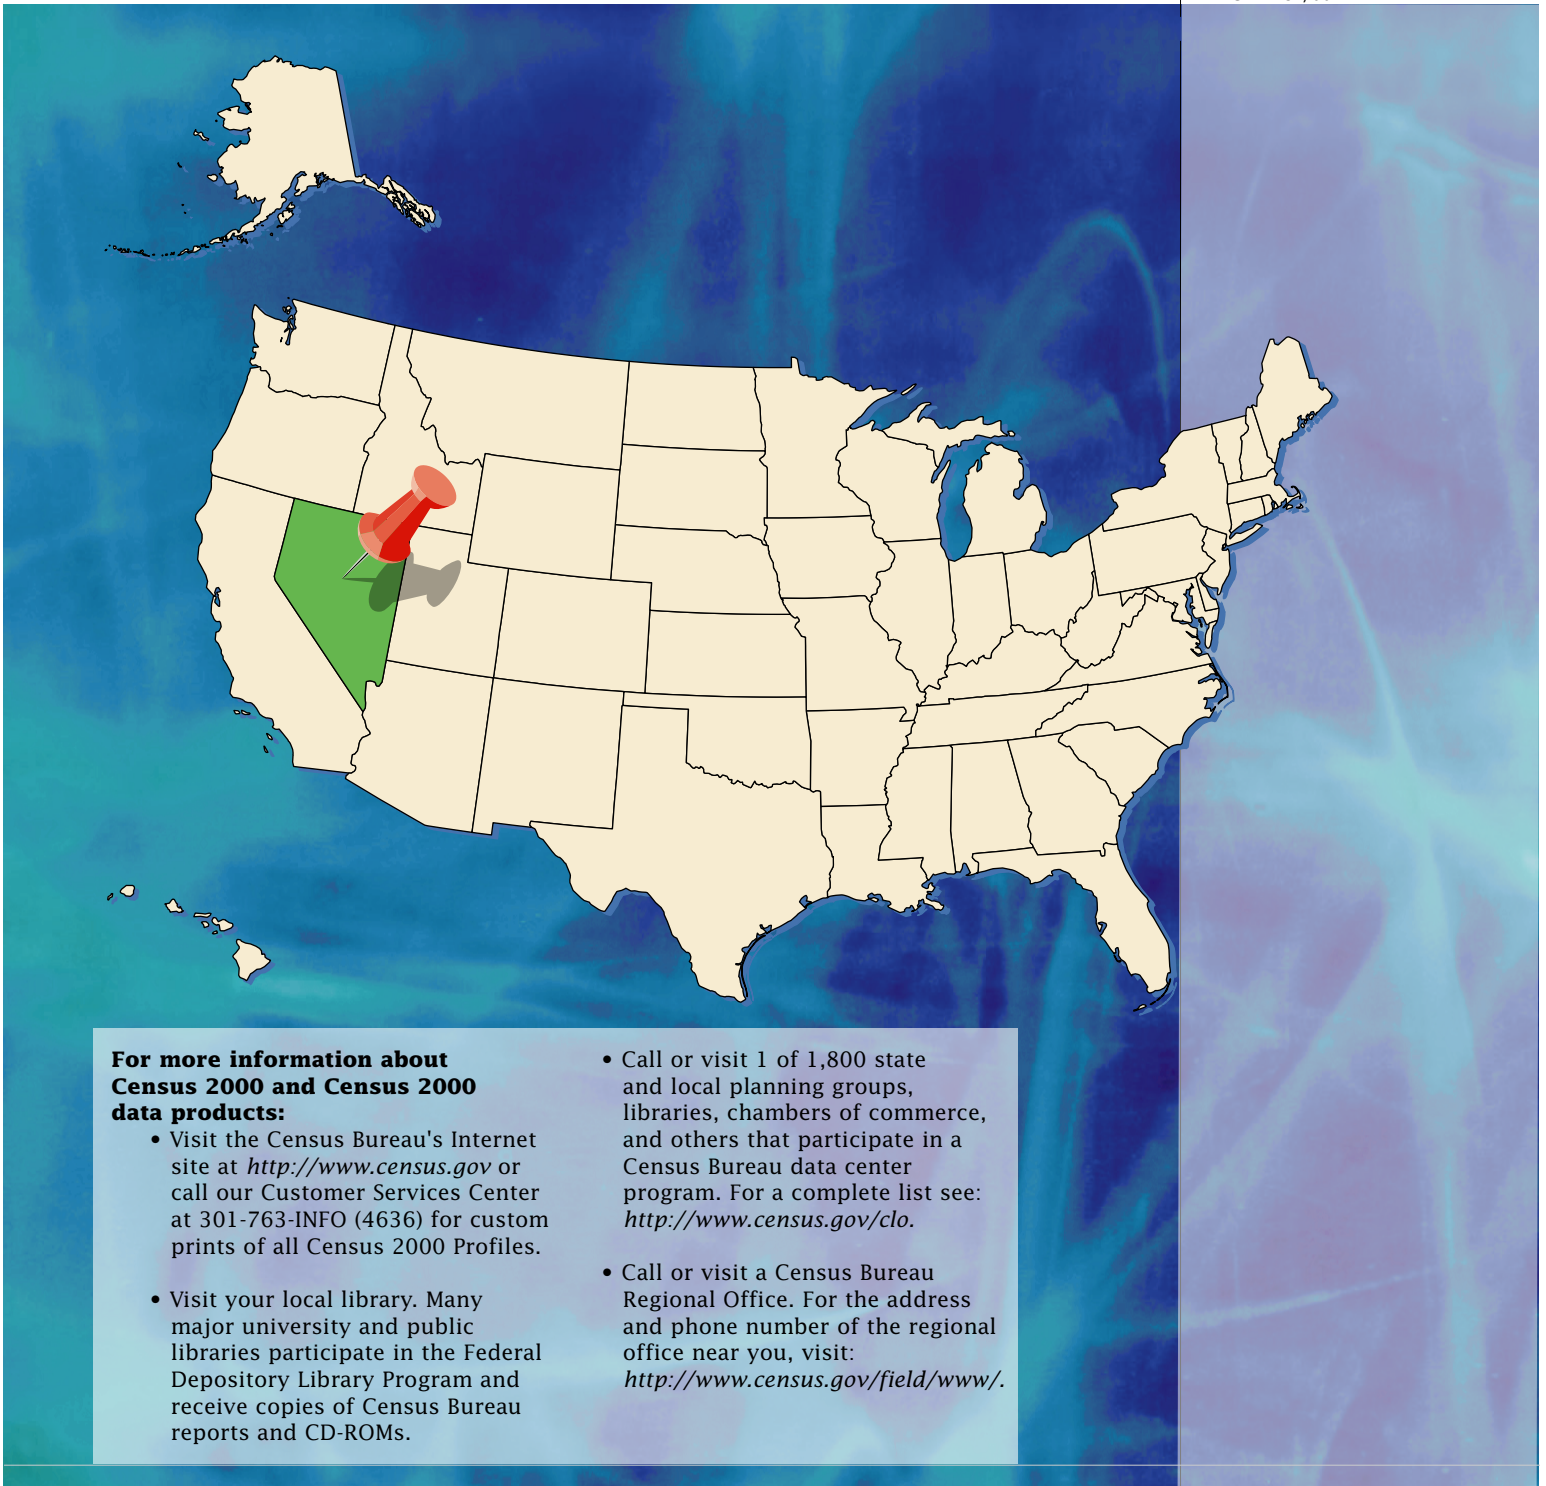 For more information about
Census 2000 and Census 2000
data products:
• Visit the Census Bureau's Internet
site at http://www.census.gov or
call our Customer Services Center
at 301-763-INFO (4636) for custom
prints of all Census 2000 Profiles.
• Visit your local library. Many
major university and public
libraries participate in the Federal
Depository Library Program and
receive copies of Census Bureau
reports and CD-ROMs.
• Call or visit 1 of 1,800 state
and local planning groups,
libraries, chambers of commerce,
and others that participate in a
Census Bureau data center
program. For a complete list see:
http://www.census.gov/clo.
• Call or visit a Census Bureau
Regional Office. For the address
and phone number of the regional
office near you, visit:
http://www.census.gov/field/www/.